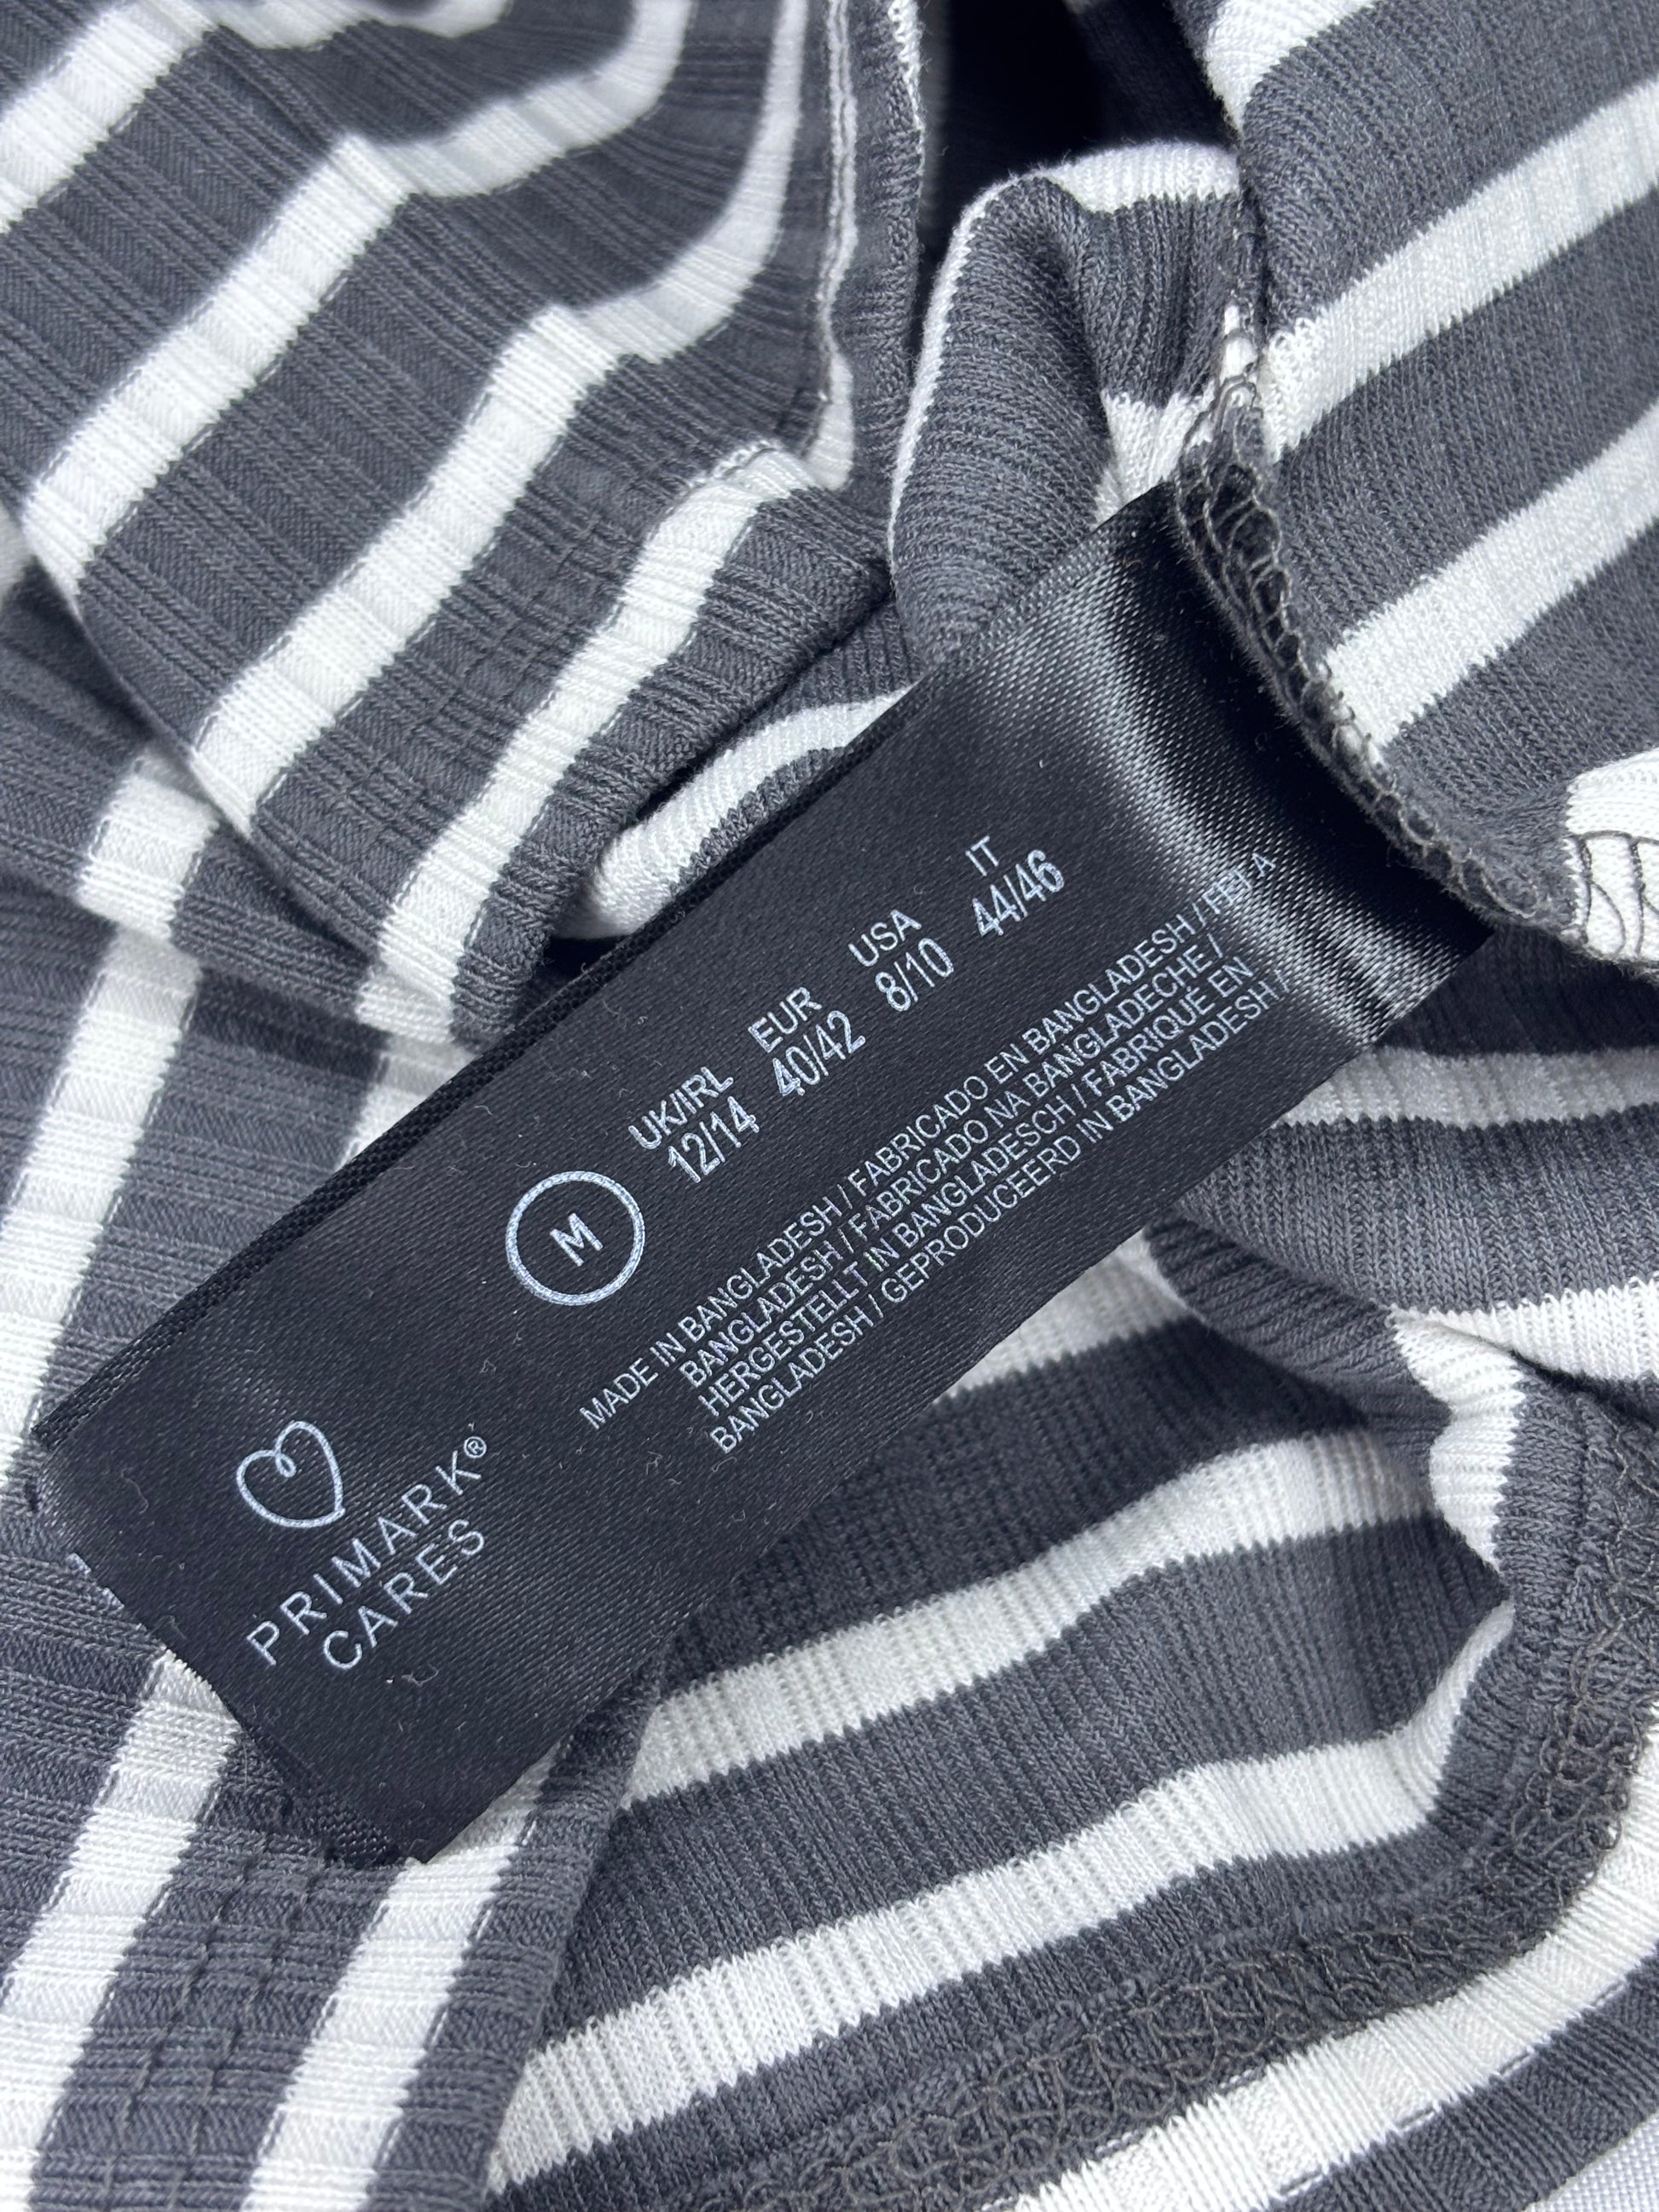 M
UK/IRL EUR USA IT
12/14 40/42 8/10 44/46
MADE IN BANGLADESH / FABRICADO EN BANGLADESH /
BANGLADESH / FABRICADO NA BANGLADECHE /
HERGESTELLT IN BANGLADESCH / FABRIQUÉ EN
BANGLADESH / GEPRODUCEERD IN BANGLADESH /
PRIMARK®
CARES